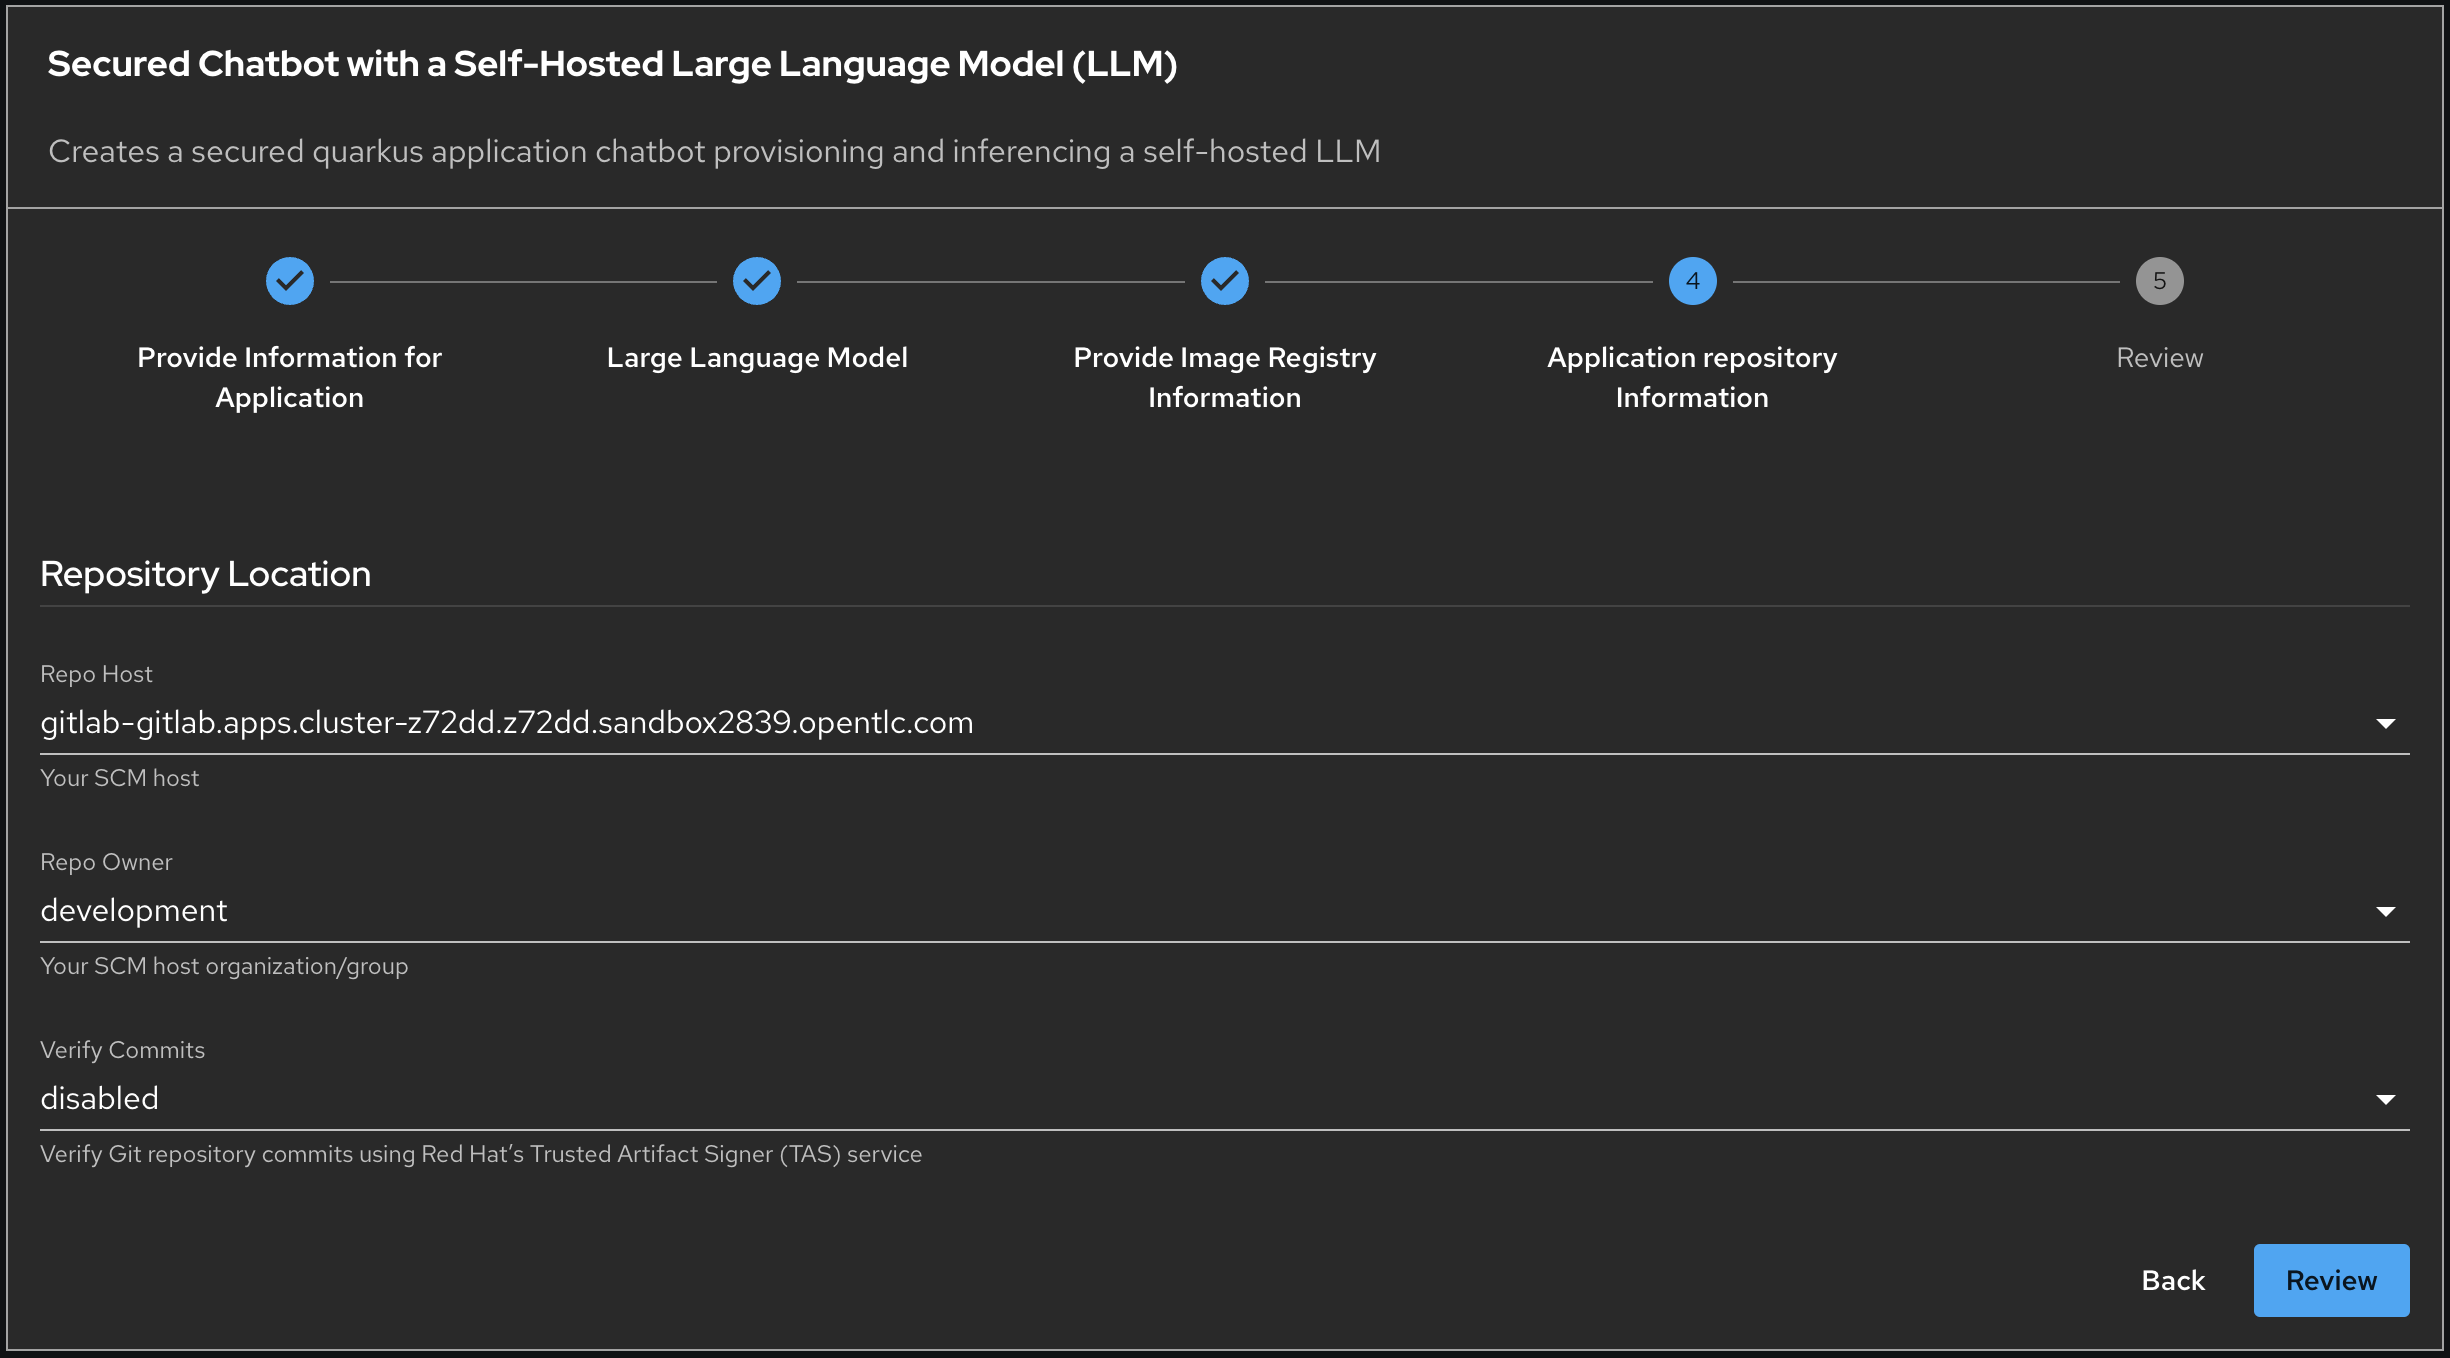 Secured Chatbot with a Self-Hosted Large Language Model (LLM)
Creates a secured quarkus application chatbot provisioning and inferencing a self-hosted LLM
4
5
Provide Information for
Application
Large Language Model
Provide Image Registry
Information
Application repository
Information
Review
Repository Location
Repo Host
gitlab-gitlab.apps.cluster-z72dd.z72dd.sandbox2839.opentlc.com
Your SCM host
Repo Owner
development
Your SCM host organization/group
Verify Commits
disabled
Verify Git repository commits using Red Hat’s Trusted Artifact Signer (TAS) service
Back
Review